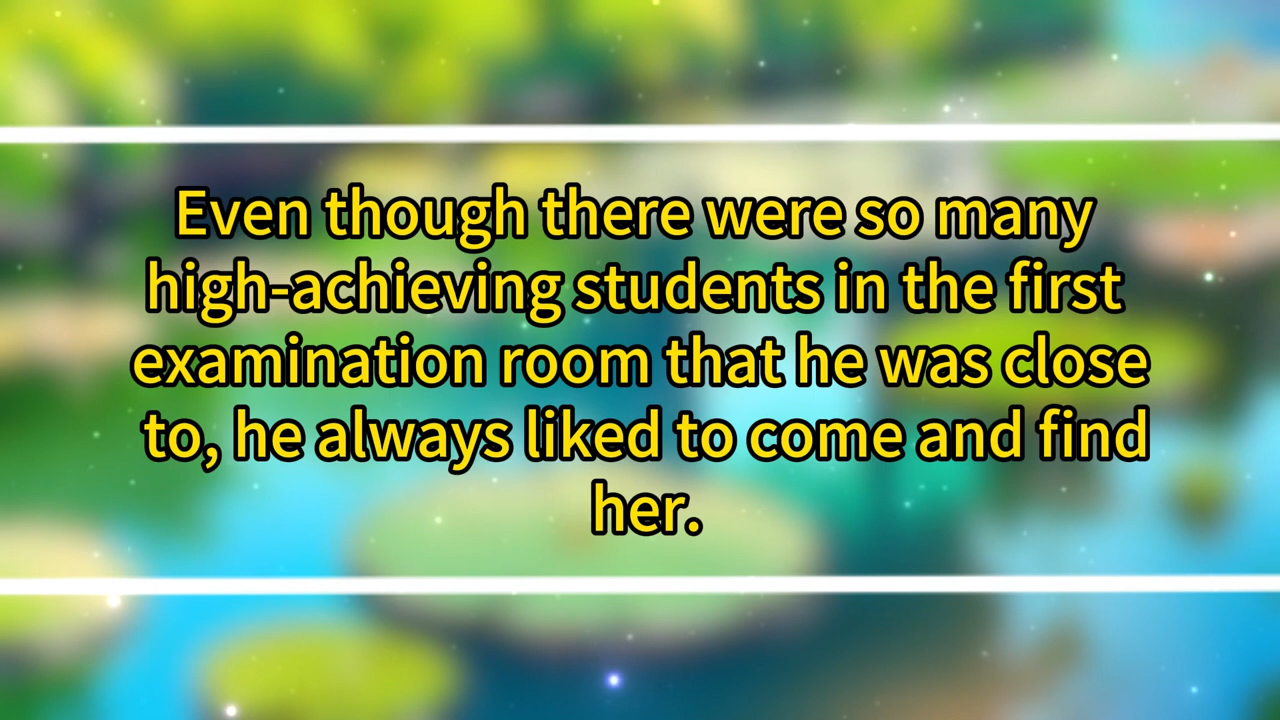 Even though there were so many
high-achieving students in the first
examination room that he was close
to, he always liked to come and find
her.